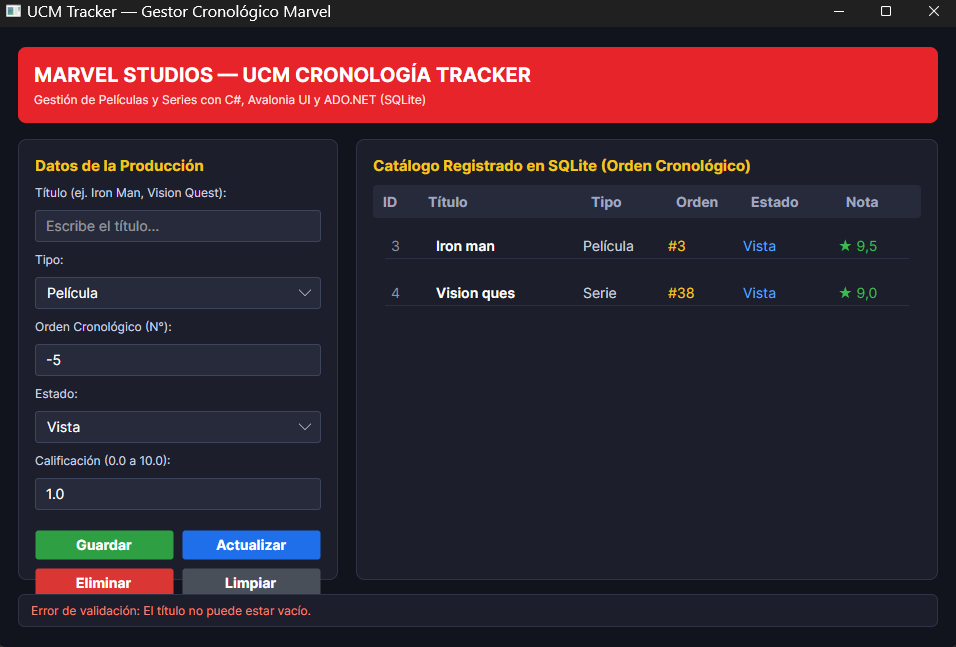 UCM Tracker — Gestor Cronológico Marvel
MARVEL STUDIOS — UCM CRONOLOGÍA TRACKER
Gestión de Películas y Series con C#, Avalonia UI y ADO.NET (SQLite)
Datos de la Producción
Título (ej. Iron Man, Vision Quest):
Escribe el título...
Tipo:
Película
Orden Cronológico (N°):
-5
Estado:
Vista
Calificación (0.0 a 10.0):
1.0
Guardar Actualizar
Eliminar Limpiar
Catálogo Registrado en SQLite (Orden Cronológico)
ID Título Tipo Orden Estado Nota
3 Iron man Película #3 Vista ★ 9,5
4 Vision ques Serie #38 Vista ★ 9,0
Error de validación: El título no puede estar vacío.